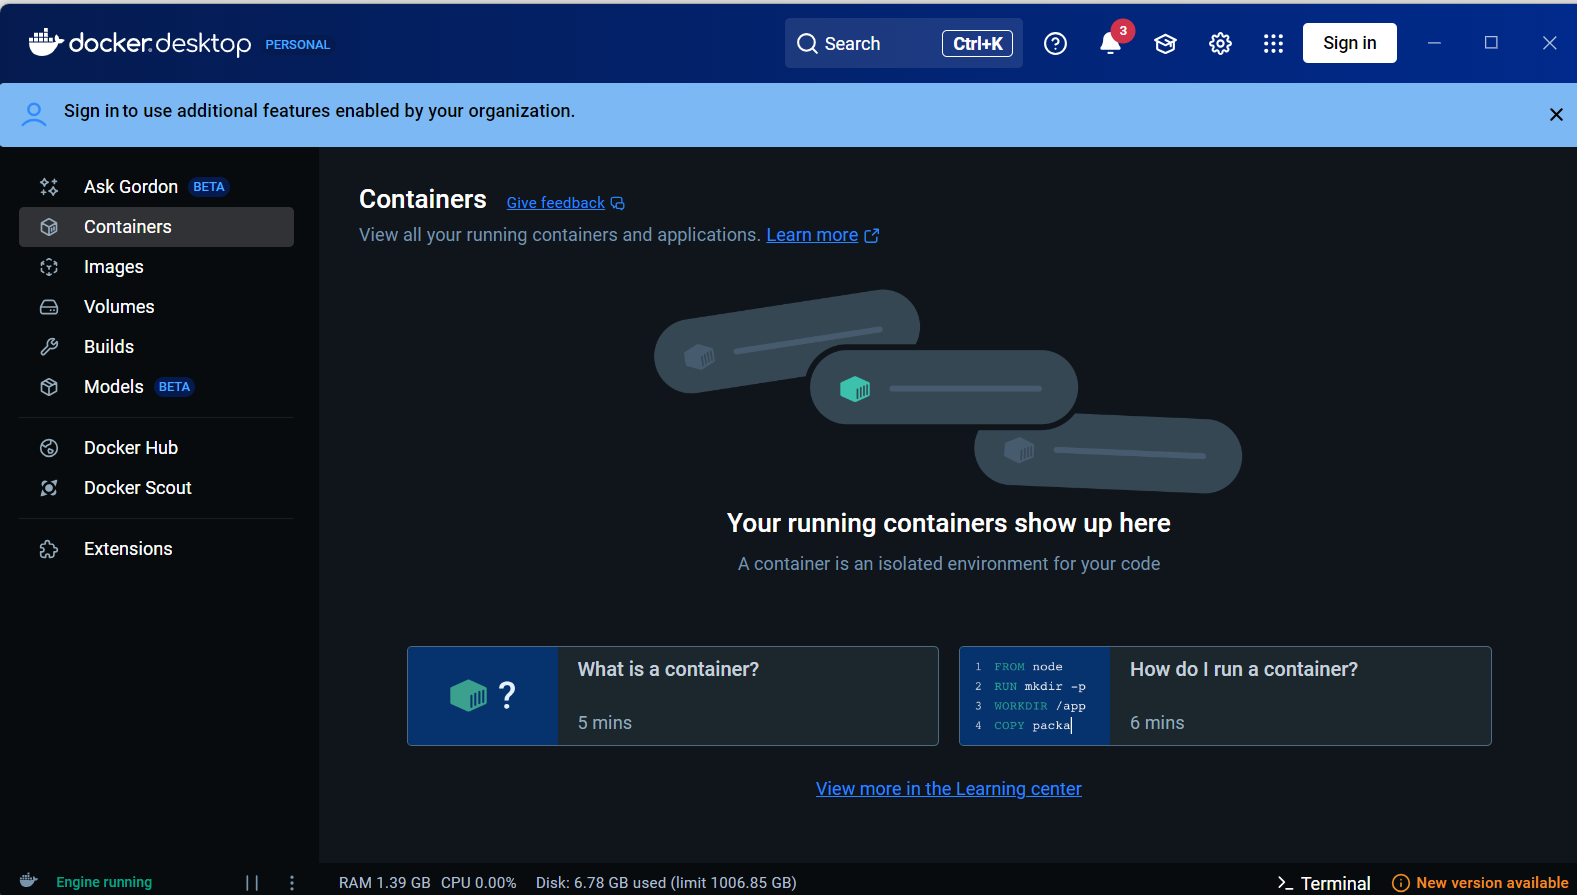 docker.desktop PERSONAL
Search Ctrl+K
3
Sign in
Sign in to use additional features enabled by your organization.
Ask Gordon BETA
Containers
Images
Volumes
Builds
Models BETA
Docker Hub
Docker Scout
Extensions
Containers Give feedback
View all your running containers and applications. Learn more
Your running containers show up here
A container is an isolated environment for your code
?
What is a container?
5 mins
1 FROM node
2 RUN mkdir -p
3 WORKDIR /app
4 COPY packa
How do I run a container?
6 mins
View more in the Learning center
Engine running
RAM 1.39 GB CPU 0.00% Disk: 6.78 GB used (limit 1006.85 GB)
>_ Terminal
New version available